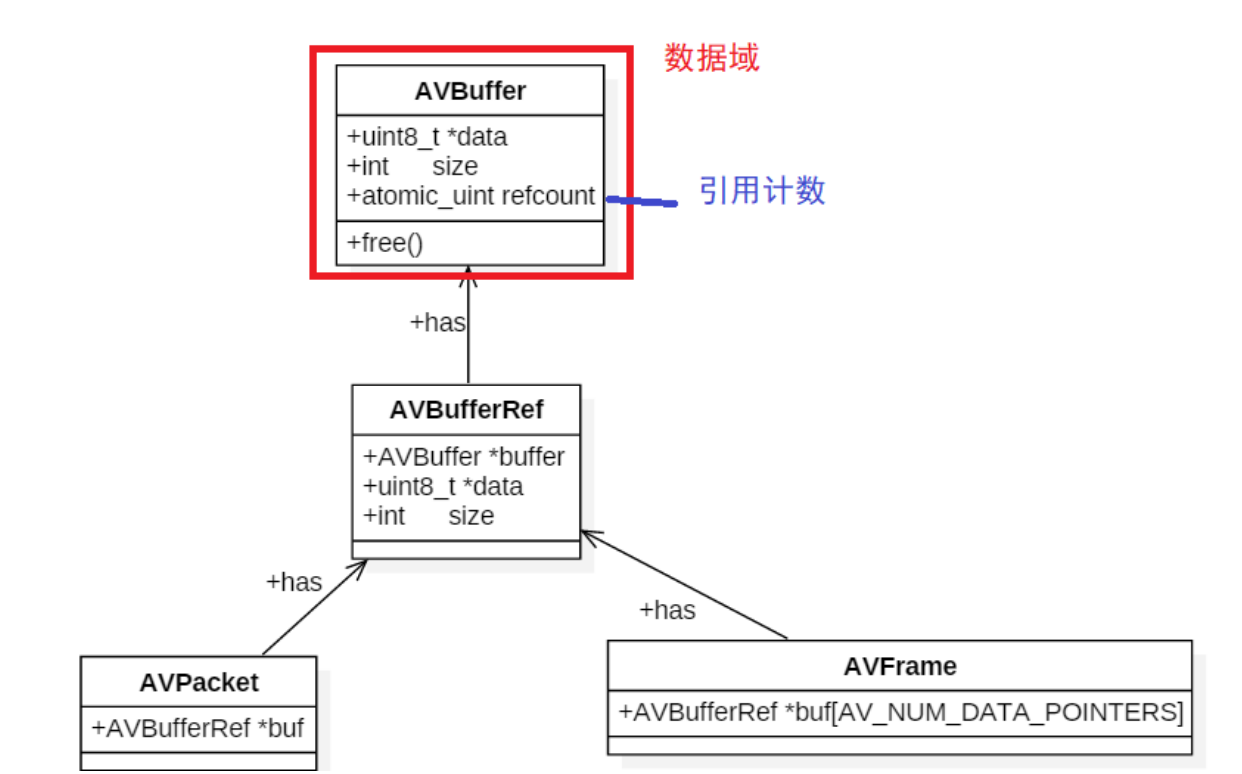 数据域
AVBuffer
+uint8_t *data
+int size
+atomic_uint refcount
引用计数
+free()
+has
AVBufferRef
+AVBuffer *buffer
+uint8_t *data
+int size
+has
+has
AVPacket
+AVBufferRef *buf
AVFrame
+AVBufferRef *buf[AV_NUM_DATA_POINTERS]